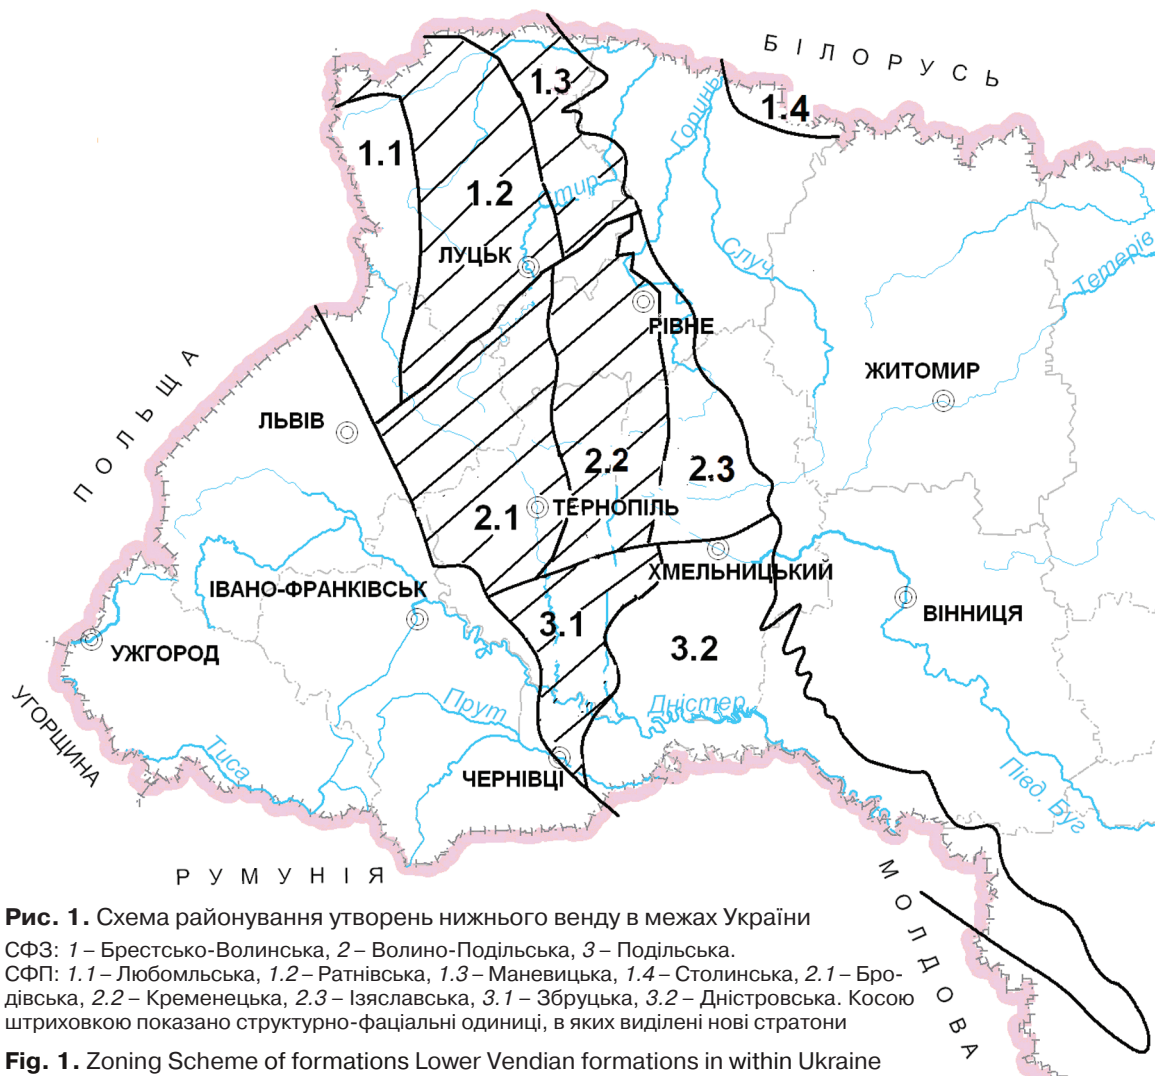 БІЛОРУСЬ
1.3
1.4
Горинь
1.1
1.2
Стир
ЛУЦЬК
Случ
Тетерів
РІВНЕ
ПОЛЬЩА
ЖИТОМИР
ЛЬВІВ
2.2
2.3
2.1
ТЕРНОПІЛЬ
ХМЕЛЬНИЦЬКИЙ
ІВАНО-ФРАНКІВСЬК
ВІННИЦЯ
3.1
3.2
УЖГОРОД
УГОРЩИНА
Прут
Дністер
Тиса
ЧЕРНІВЦІ
Півд. Буг
РУМУНІЯ
МОЛДОВА
Рис. 1. Схема районування утворень нижнього венду в межах України
СФЗ: 1 – Брестсько-Волинська, 2 – Волино-Подільська, 3 – Подільська.
СФП: 1.1 – Любомльська, 1.2 – Ратнівська, 1.3 – Маневицька, 1.4 – Столинська, 2.1 – Бро-
дівська, 2.2 – Кременецька, 2.3 – Ізяславська, 3.1 – Збруцька, 3.2 – Дністровська. Косою
штриховкою показано структурно-фаціальні одиниці, в яких виділені нові стратони
Fig. 1. Zoning Scheme of formations Lower Vendian formations in within Ukraine